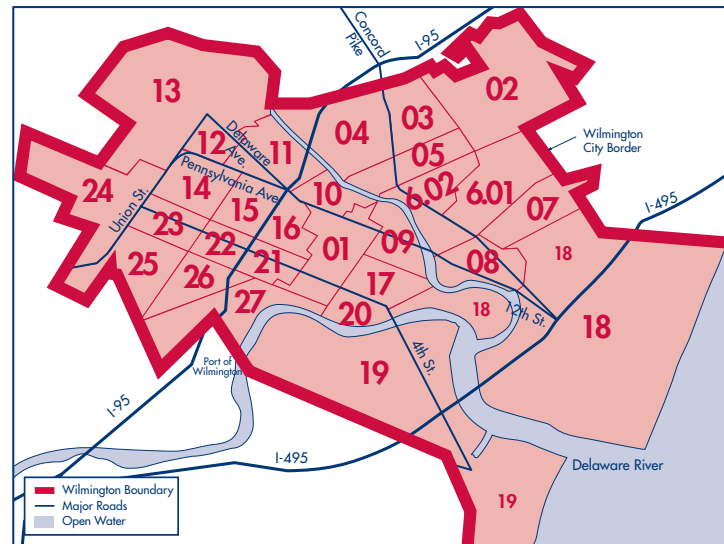 Concord
Pike
I-95
02
13
03
04
Delaware
Ave.
12
11
05
Wilmington
City Border
Pennsylvania Ave.
10
6.02
6.01
24
14
07
I-495
Union St.
15
23
16
01
09
18
22
08
25
21
26
17
27
20
18
12th St.
18
Port of
Wilmington
19
4th St.
I-95
I-495
Delaware River
Wilmington Boundary
Major Roads
Open Water
19